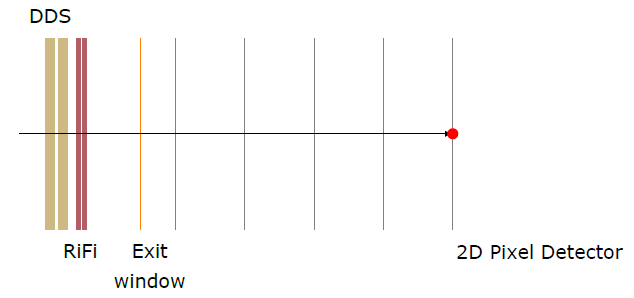 DDS
RiFi
Exit
window
2D Pixel Detector